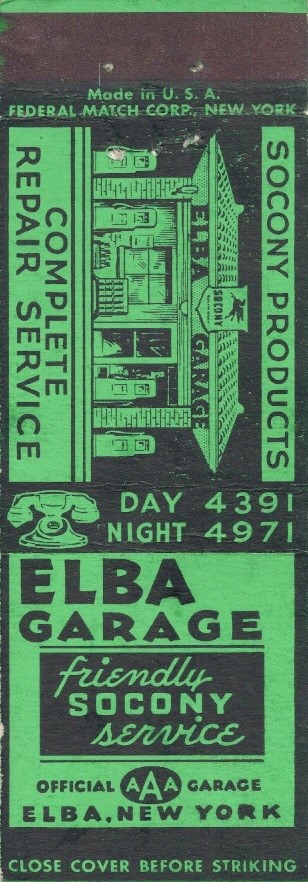 Made in U. S. A.
FEDERAL MATCH CORP., NEW YORK
SOCONY PRODUCTS
ELBA GARAGE
SOCONY
COMPLETE
REPAIR SERVICE
DAY 4391
NIGHT 4971
ELBA
GARAGE
friendly
SOCONY
service
OFFICIAL AAA GARAGE
ELBA, NEW YORK
CLOSE COVER BEFORE STRIKING